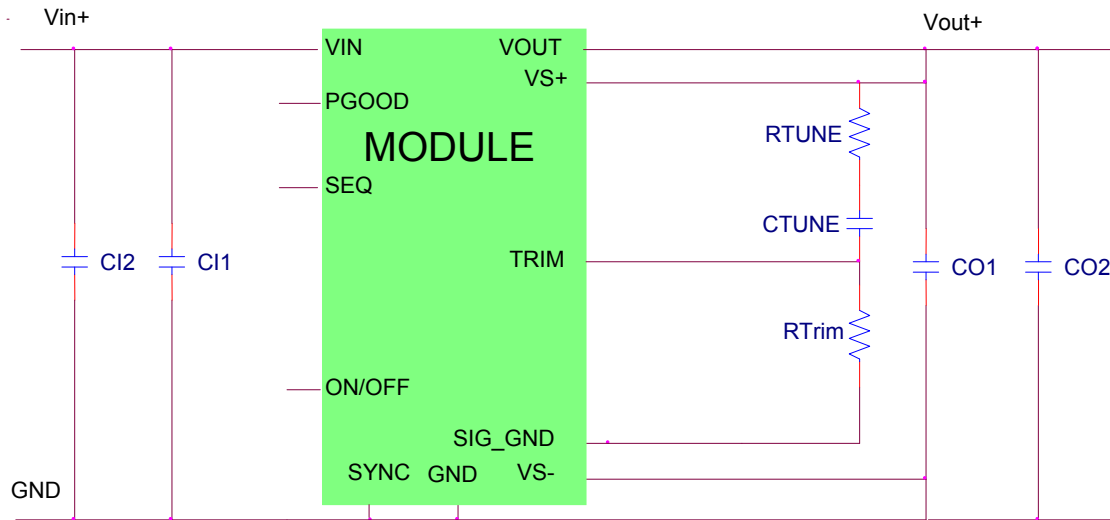 Vin+
Vout+
VIN
VOUT
VS+
PGOOD
MODULE
RTUNE
SEQ
CTUNE
TRIM
CI2
CI1
CO1
CO2
RTrim
ON/OFF
SIG_GND
SYNC
GND
VS-
GND